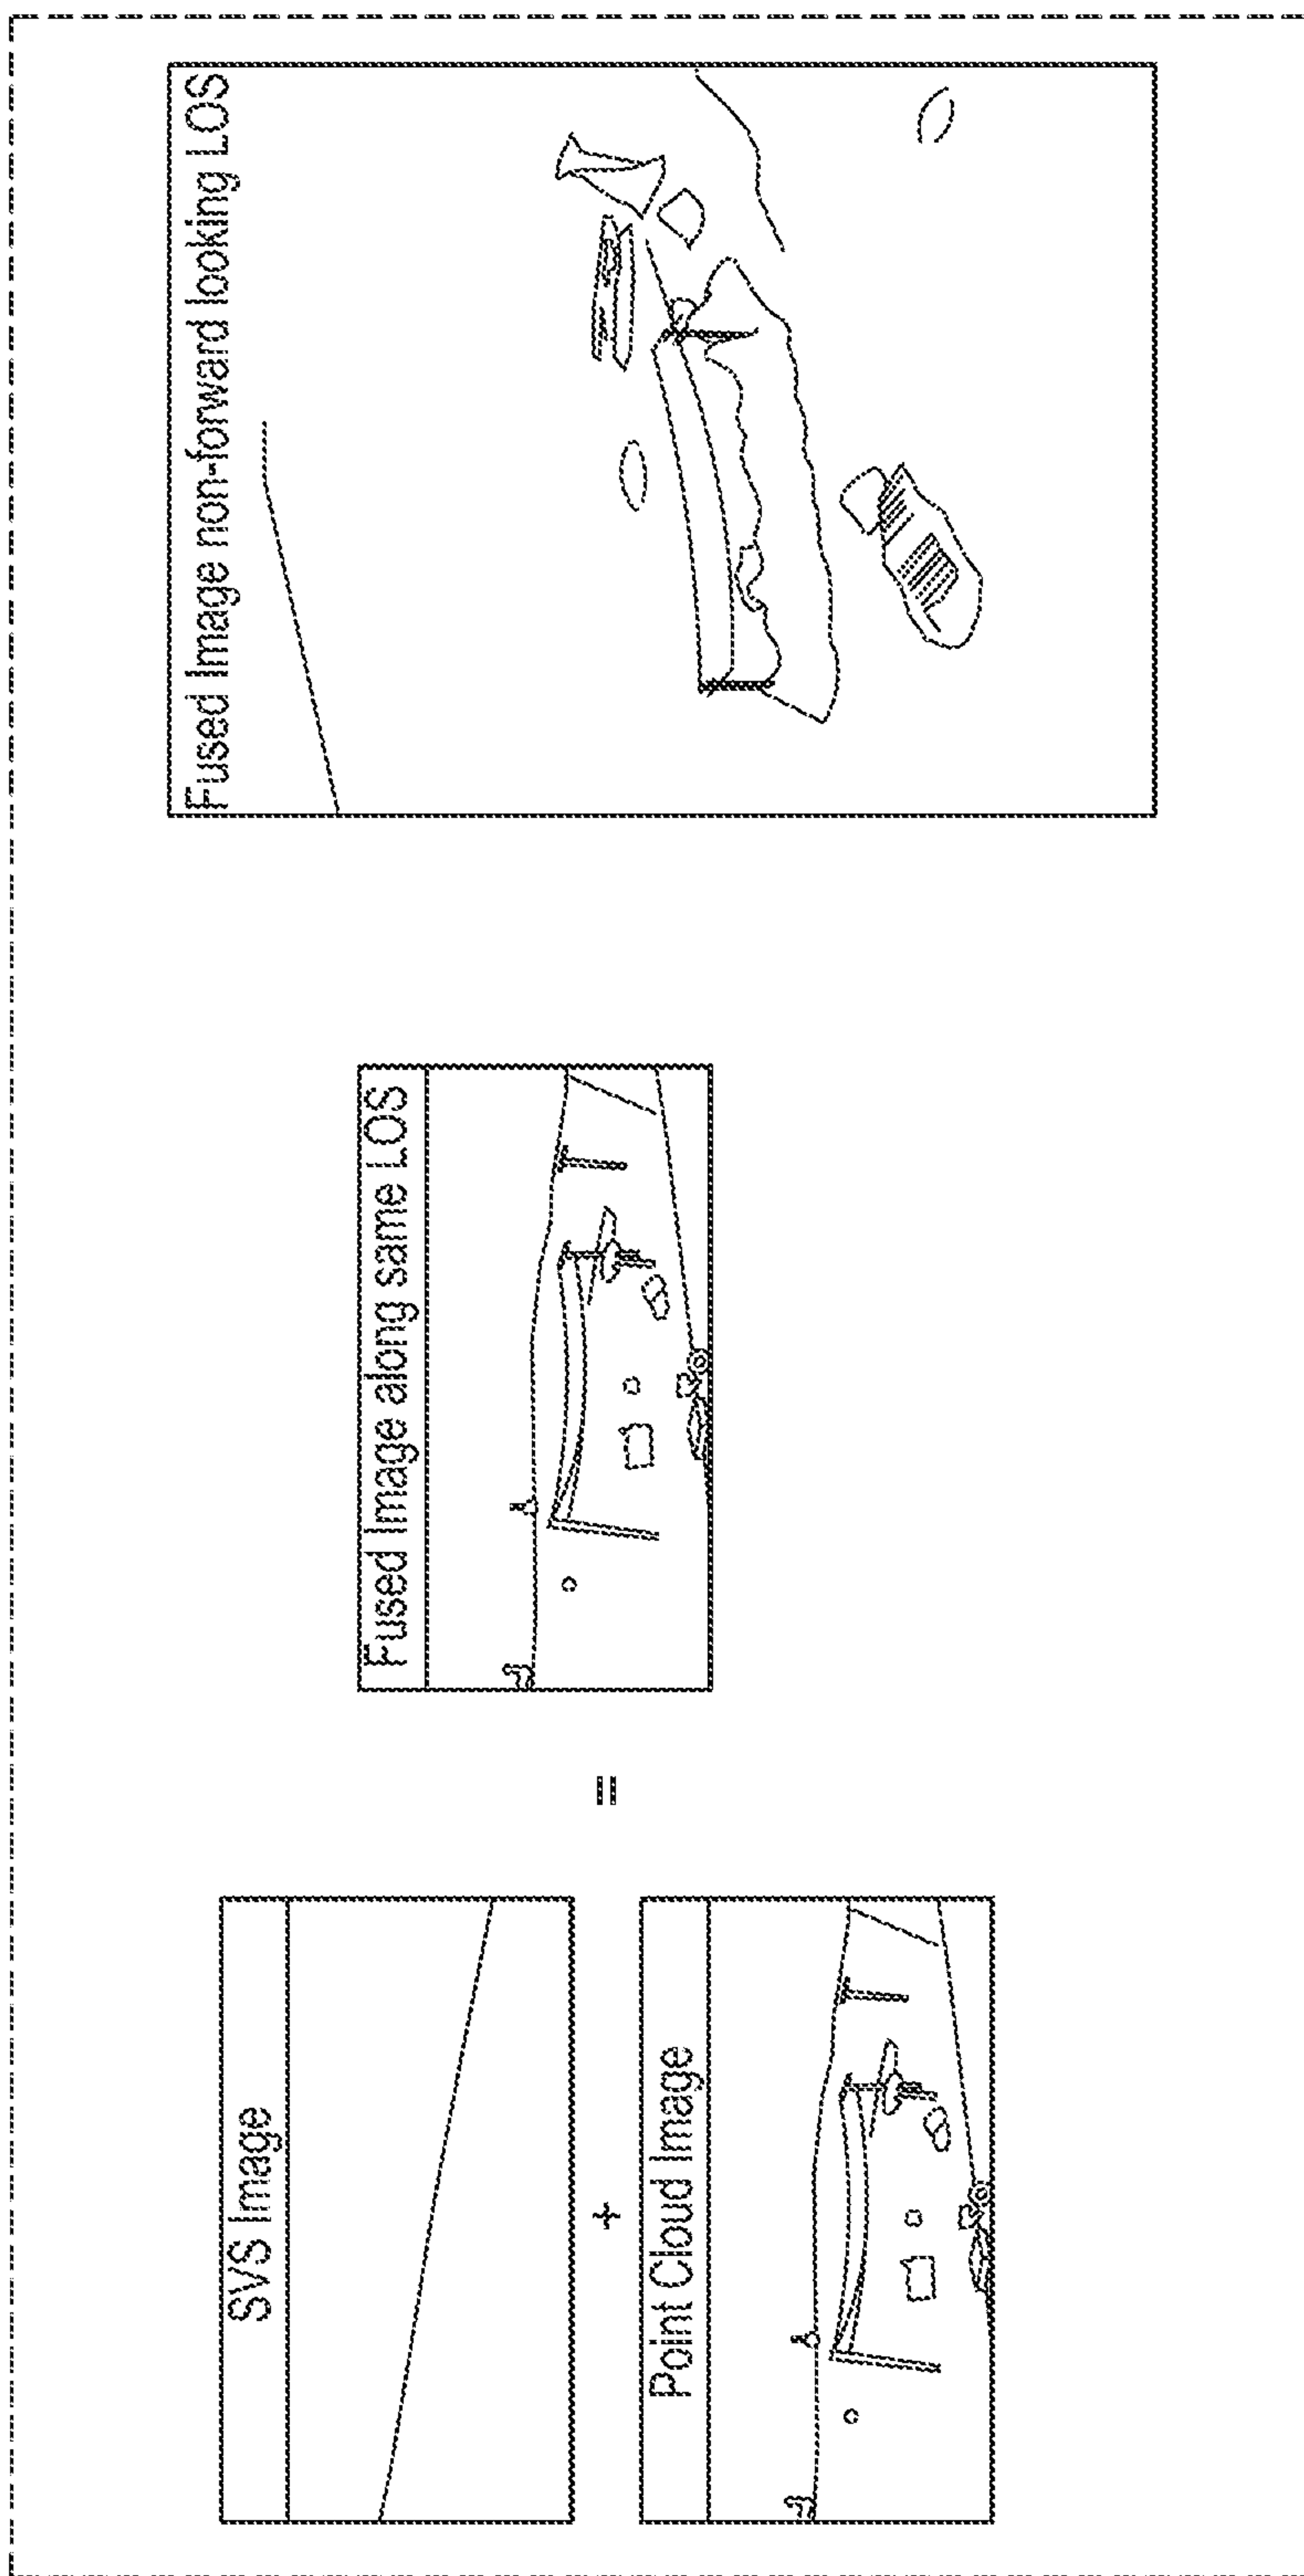 SVS Image
+
Point Cloud Image
=
Fused Image along same LOS
Fused Image non-forward looking LOS